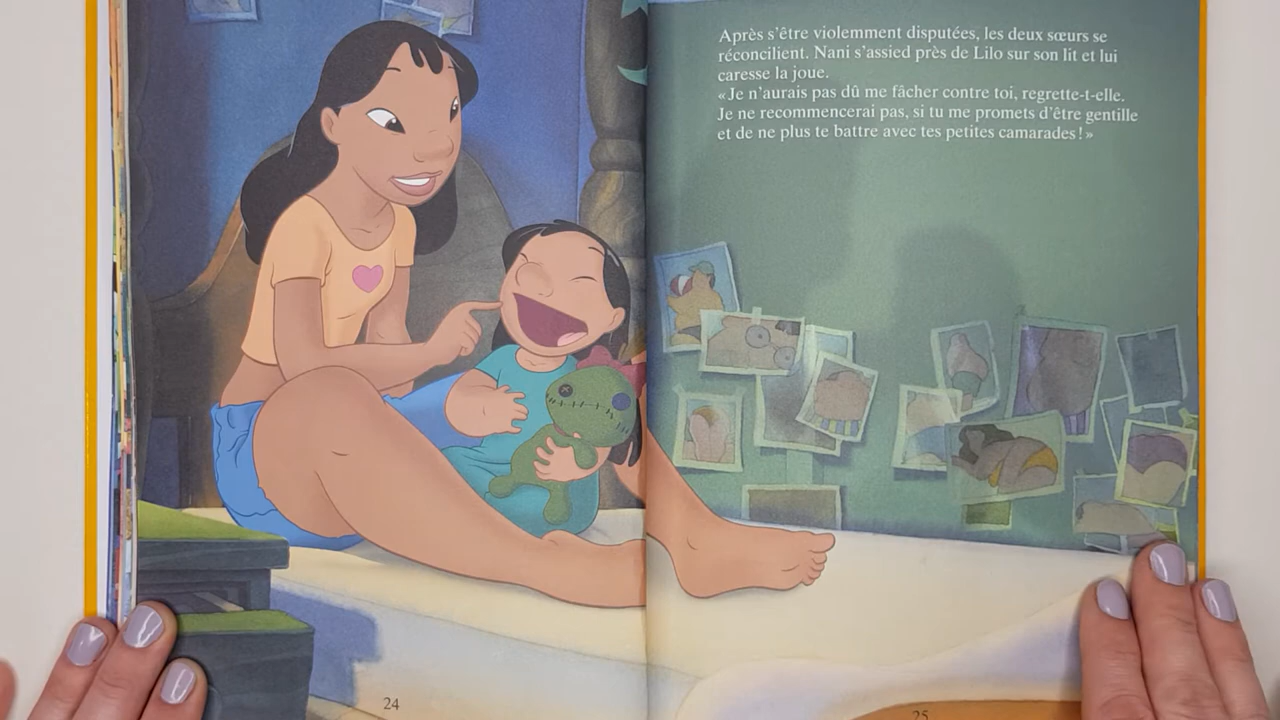 Après s'être violemment disputées, les deux sœurs se
réconcilient. Nani s'assied près de Lilo sur son lit et lui
caresse la joue.
«Je n'aurais pas dû me fâcher contre toi, regrette-t-elle.
Je ne recommencerai pas, si tu me promets d'être gentille
et de ne plus te battre avec tes petites camarades!»
24
25